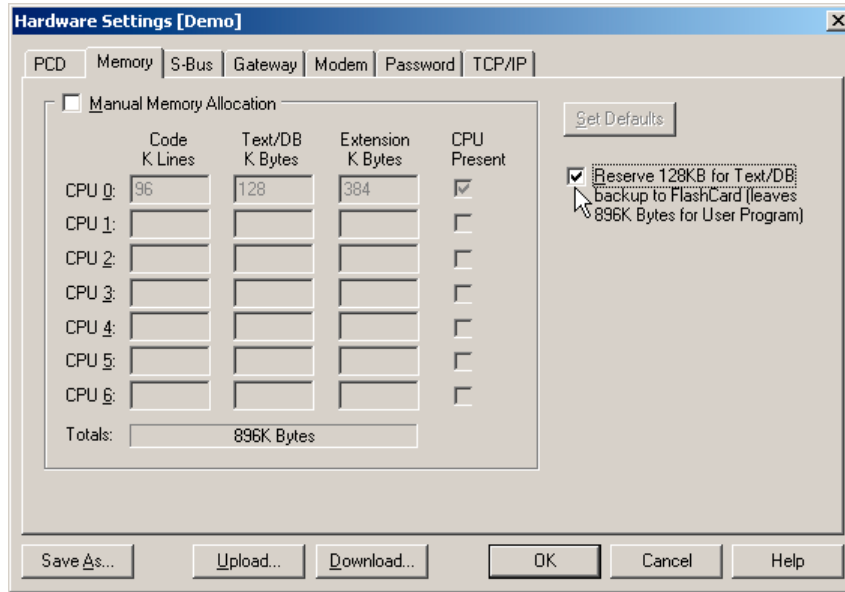 Hardware Settings [Demo]
PCD Memory S-Bus Gateway Modem Password TCP/IP
Manual Memory Allocation
Set Defaults
Code K Lines
Text/DB K Bytes
Extension K Bytes
CPU Present
Reserve 128KB for Text/DB
backup to FlashCard (leaves
896K Bytes for User Program)
CPU 0: 96 128 384
CPU 1:
CPU 2:
CPU 3:
CPU 4:
CPU 5:
CPU 6:
Totals: 896K Bytes
Save As... Upload... Download... OK Cancel Help